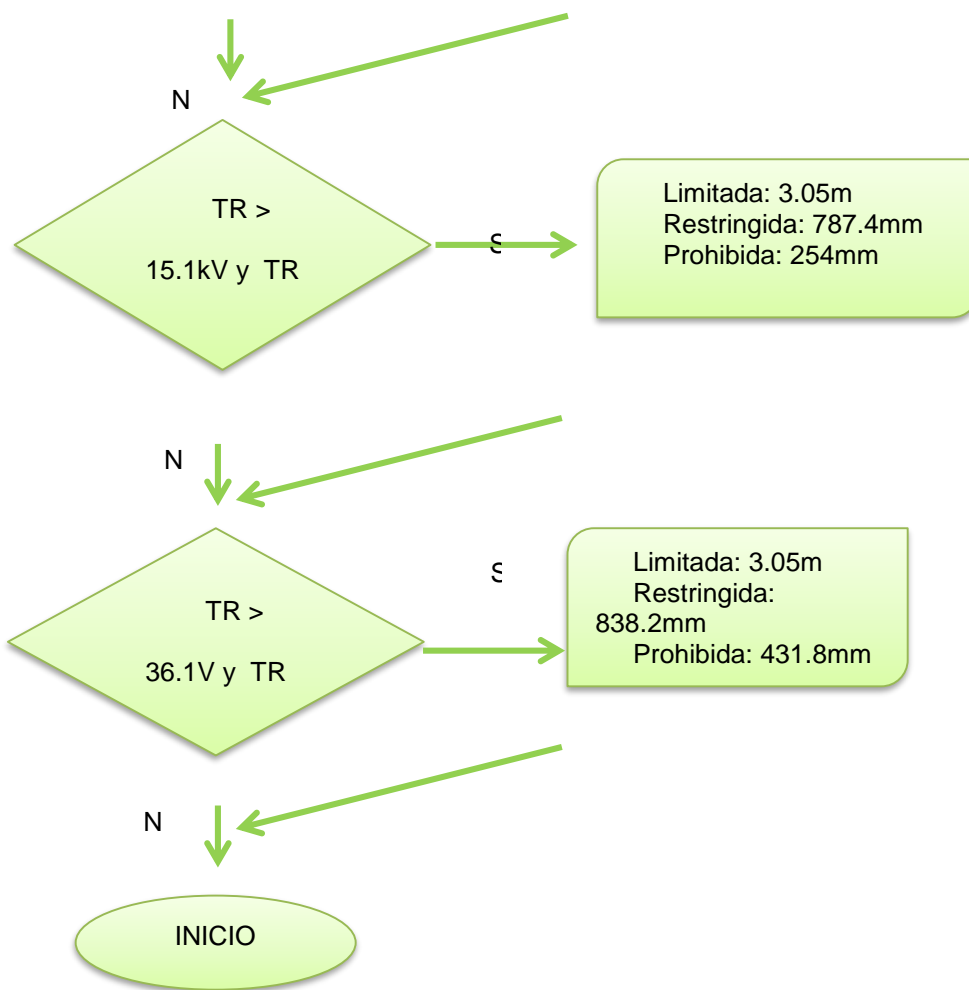 N
TR >
15.1kV y TR
S
Limitada: 3.05m
Restringida: 787.4mm
Prohibida: 254mm
N
TR >
36.1V y TR
S
Limitada: 3.05m
Restringida:
838.2mm
Prohibida: 431.8mm
N
INICIO